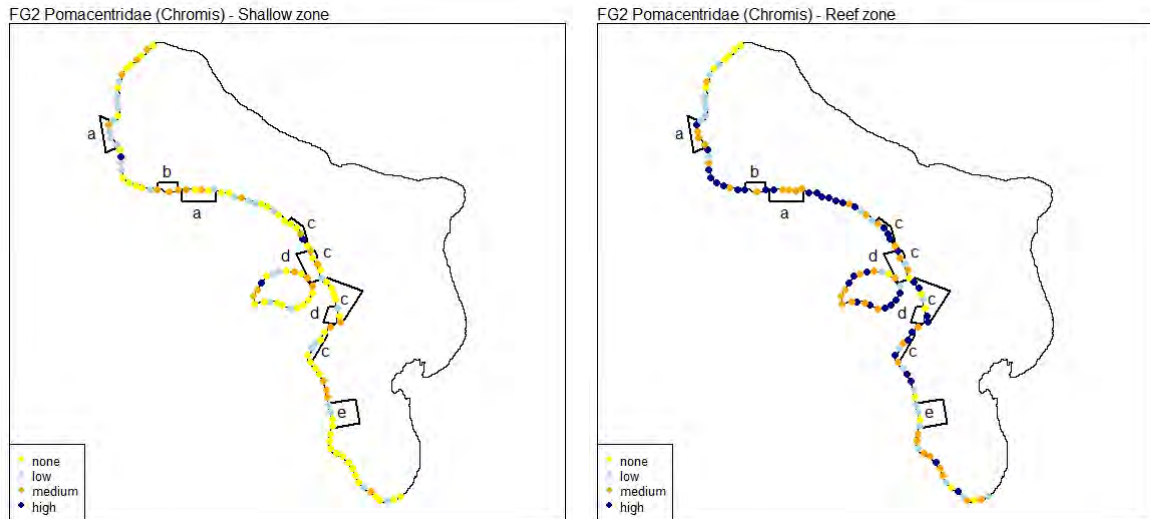 FG2 Pomacentridae (Chromis) - Shallow zone
a
b
a
c
c
d
c
d
c
e
none
low
medium
high
FG2 Pomacentridae (Chromis) - Reef zone
a
b
a
c
c
d
c
d
c
e
none
low
medium
high